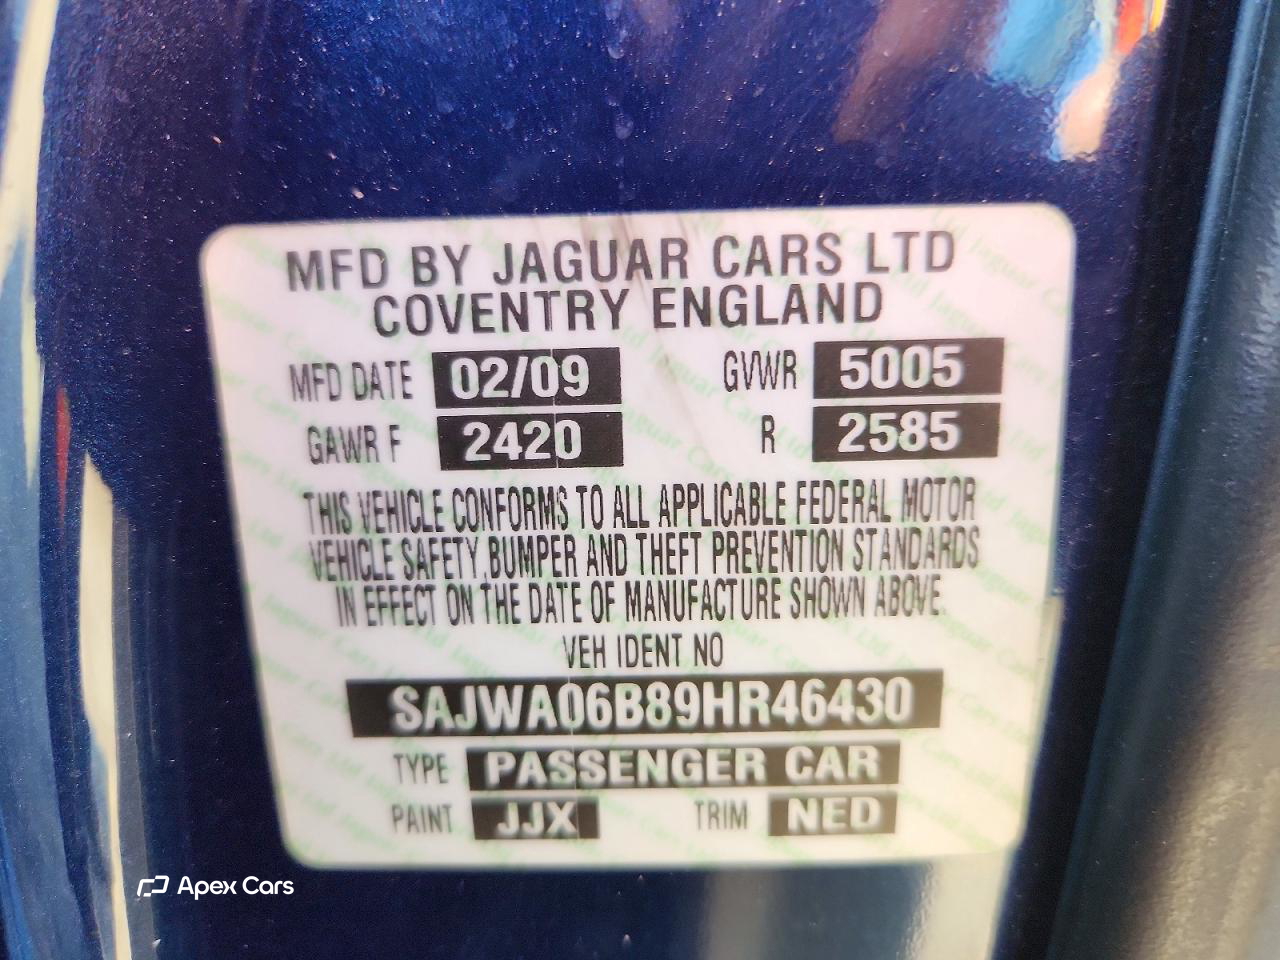 MFD BY JAGUAR CARS LTD
COVENTRY ENGLAND
MFD DATE 02/09 GVWR 5005
GAWR F 2420 R 2585
THIS VEHICLE CONFORMS TO ALL APPLICABLE FEDERAL MOTOR
VEHICLE SAFETY, BUMPER AND THEFT PREVENTION STANDARDS
IN EFFECT ON THE DATE OF MANUFACTURE SHOWN ABOVE.
VEH IDENT NO
SAJWA06B89HR46430
TYPE PASSENGER CAR
PAINT JJX TRIM NED
Apex Cars